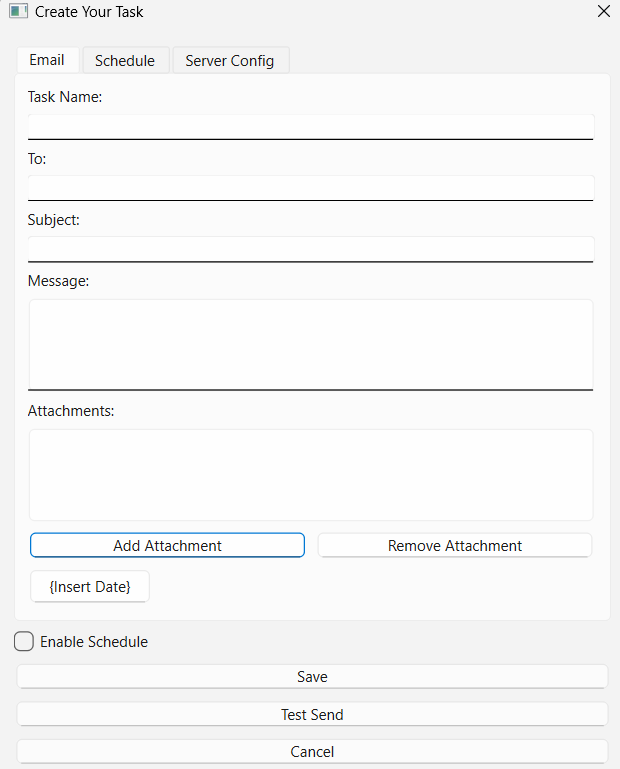 Create Your Task
Email Schedule Server Config
Task Name:
To:
Subject:
Message:
Attachments:
Add Attachment Remove Attachment
{Insert Date}
Enable Schedule
Save
Test Send
Cancel